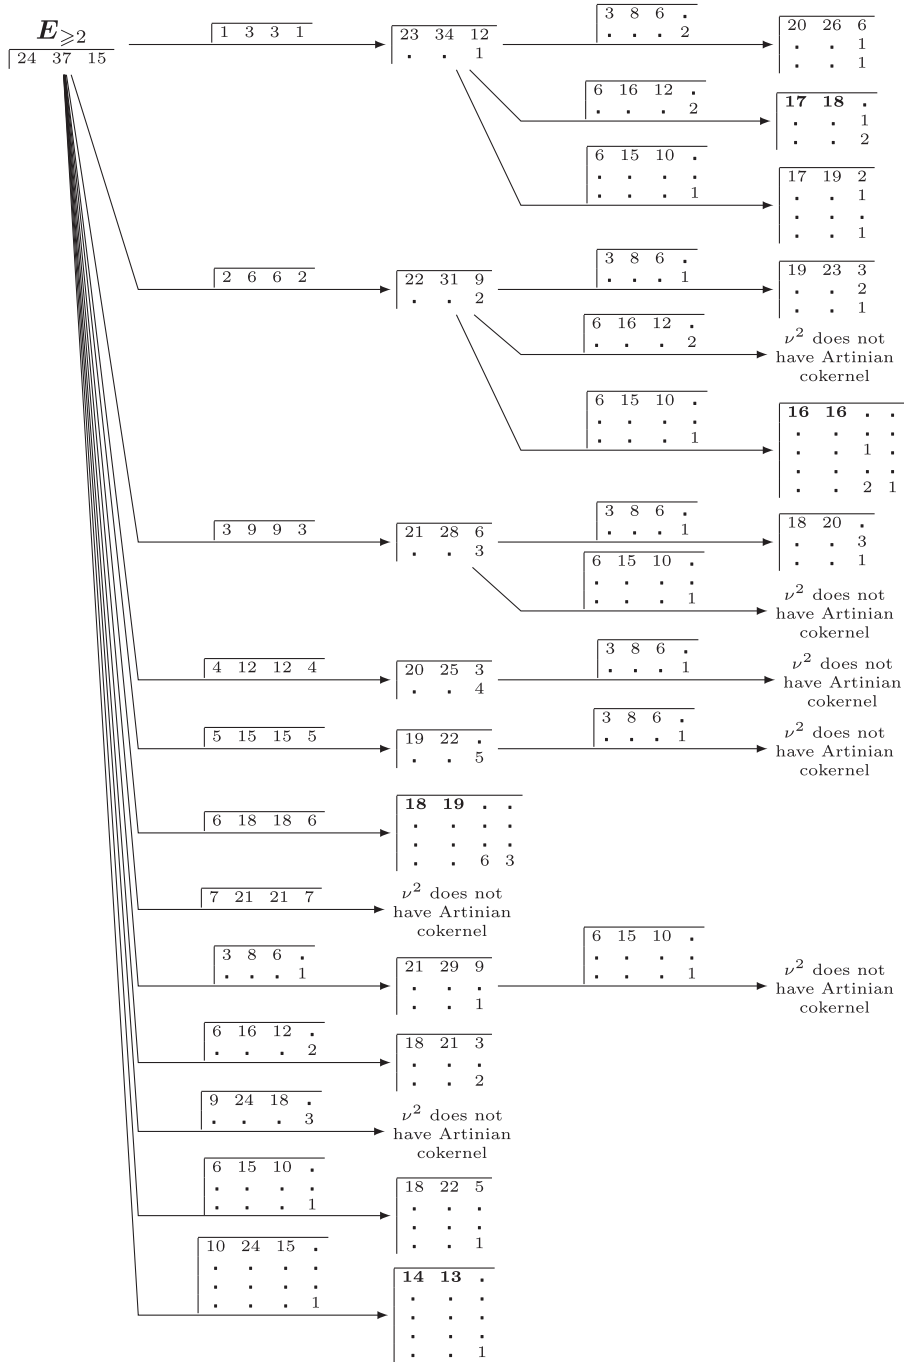 E⩾2
24 37 15
1 3 3 1
23 34 12
. . 1
3 8 6 .
. . . 2
20 26 6
. . 1
. . 1
6 16 12 .
. . . 2
17 18 .
. . 1
. . 2
6 15 10 .
. . . .
. . . 1
17 19 2
. . 1
. . .
. . 1
2 6 6 2
22 31 9
. . 2
3 8 6 .
. . . 1
19 23 3
. . 2
. . 1
6 16 12 .
. . . 2
ν² does not
have Artinian
cokernel
6 15 10 .
. . . .
. . . 1
16 16 . .
. . . .
. . 1 .
. . . .
. . 2 1
3 9 9 3
21 28 6
. . 3
3 8 6 .
. . . 1
18 20 .
. . 3
. . 1
6 15 10 .
. . . .
. . . 1
ν² does not
have Artinian
cokernel
4 12 12 4
20 25 3
. . 4
3 8 6 .
. . . 1
ν² does not
have Artinian
cokernel
5 15 15 5
19 22 .
. . 5
3 8 6 .
. . . 1
ν² does not
have Artinian
cokernel
6 18 18 6
18 19 . .
. . . .
. . . .
. . 6 3
7 21 21 7
ν² does not
have Artinian
cokernel
3 8 6 .
. . . 1
21 29 9
. . .
. . 1
6 15 10 .
. . . .
. . . 1
ν² does not
have Artinian
cokernel
6 16 12 .
. . . 2
18 21 3
. . .
. . 2
9 24 18 .
. . . 3
ν² does not
have Artinian
cokernel
6 15 10 .
. . . .
. . . 1
18 22 5
. . .
. . .
. . 1
10 24 15 .
. . . .
. . . .
. . . 1
14 13 .
. . .
. . .
. . .
. . 1